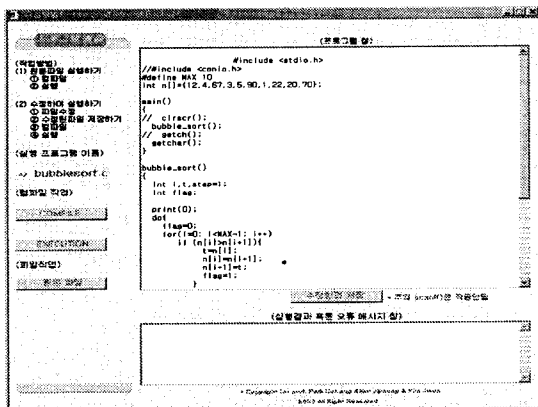 (작업방법)
(1) 원통파일 실행하기
① 컴파일
② 실행
(2) 수정하여 실행하기
① 파일수정
② 수정된파일 저장하기
③ 컴파일
④ 실행
(실행 프로그램 이름)
-> bubblesort.c
(컴파일 작업)
COMPILE
EXECUTION
(파일작업)
원본 파일
(프로그램 창)
#include <stdio.h>
//#include <conio.h>
#define MAX 10
int n[]={12,4,67,3,5,90,1,22,20,70};
main()
{
// clrscr();
bubble_sort();
// getch();
getchar();
}
bubble_sort()
{
int i,t,step=1;
int flag;
print(0);
do{
flag=0;
for(i=0; i<MAX-1; i++)
if (n[i]>n[i+1]){
t=n[i];
n[i]=n[i+1];
n[i+1]=t;
flag=1;
}
(실행결과 혹은 오류 메시지 창)